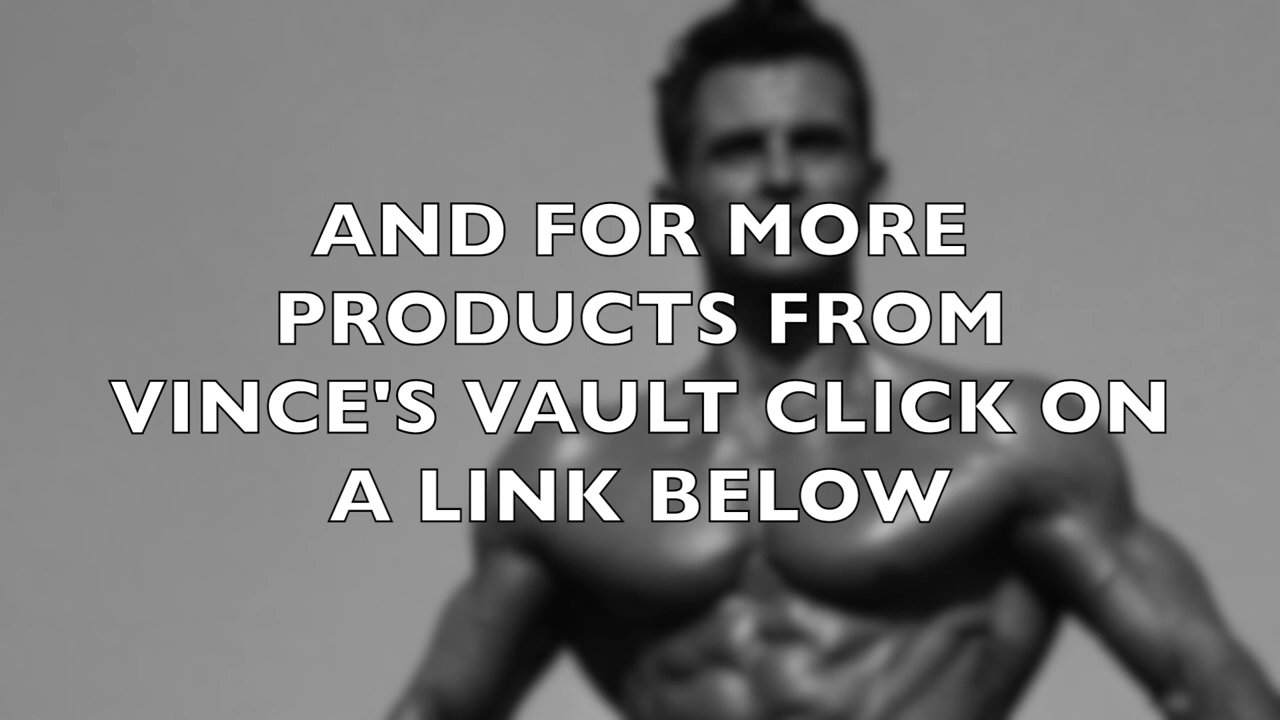 AND FOR MORE
PRODUCTS FROM
VINCE'S VAULT CLICK ON
A LINK BELOW